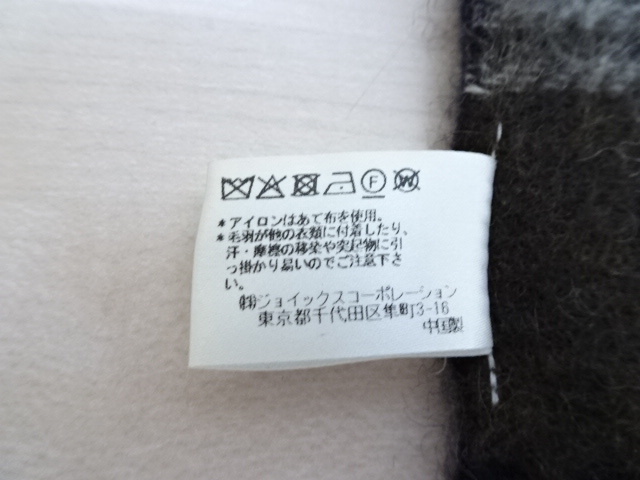 F W
＊アイロンはあて布を使用。
＊毛羽が他の衣類に付着したり、
汗・摩擦の移染や突起物に引
っ掛かり易いのでご注意下さ
い。
㈱ジョイックスコーポレーション
東京都千代田区隼町3-16
中国製